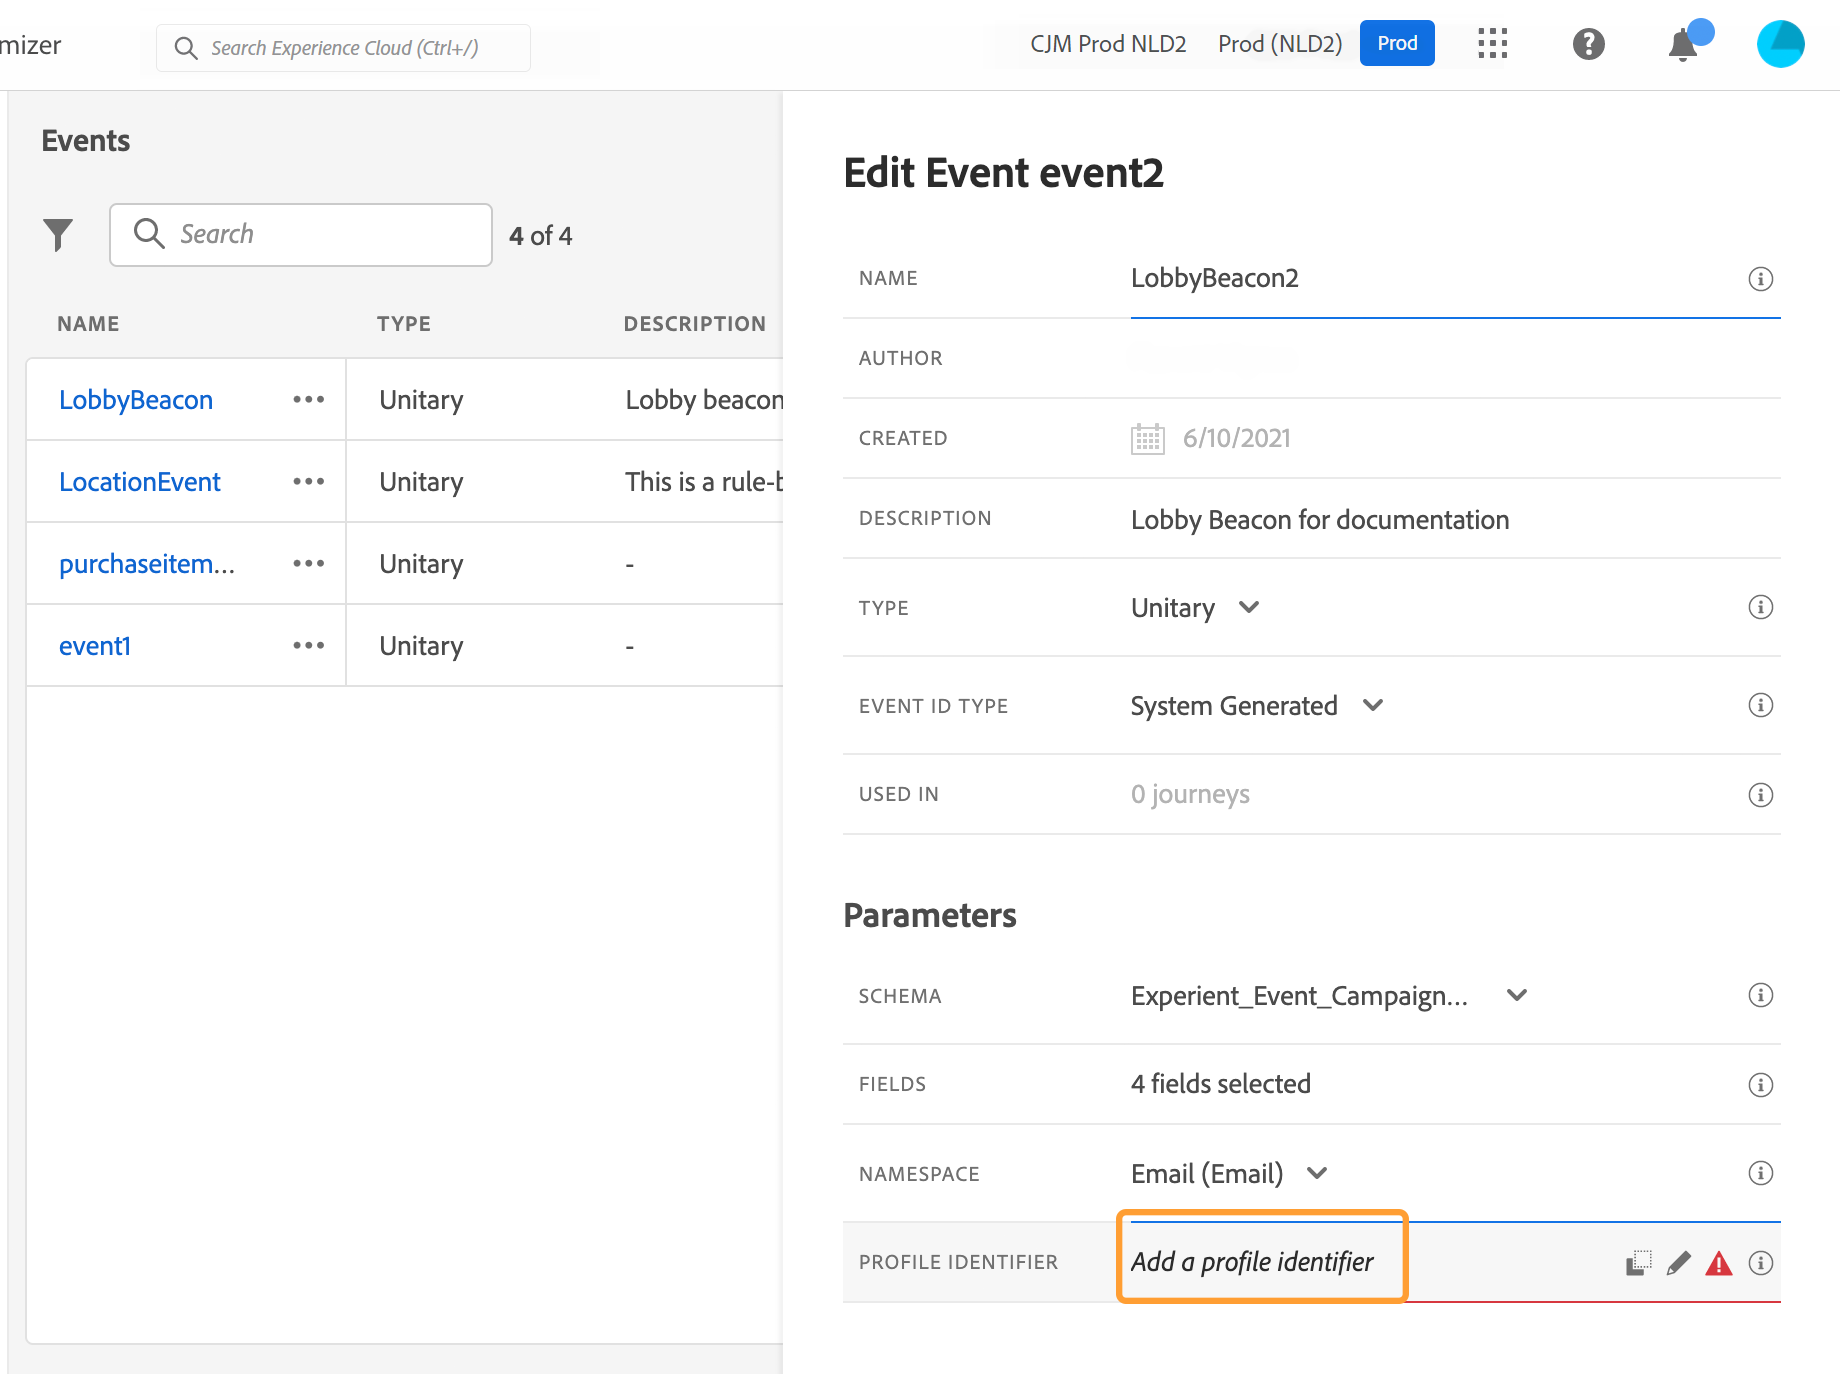 mizer
Search Experience Cloud (Ctrl+/)
CJM Prod NLD2
Prod (NLD2)
Prod
Events
Search
4 of 4
NAME TYPE DESCRIPTION
LobbyBeacon ••• Unitary Lobby beacon
LocationEvent ••• Unitary This is a rule-b
purchaseitem... ••• Unitary -
event1 ••• Unitary -
Edit Event event2
NAME LobbyBeacon2
AUTHOR
CREATED 6/10/2021
DESCRIPTION Lobby Beacon for documentation
TYPE Unitary
EVENT ID TYPE System Generated
USED IN 0 journeys
Parameters
SCHEMA Experient_Event_Campaign...
FIELDS 4 fields selected
NAMESPACE Email (Email)
PROFILE IDENTIFIER Add a profile identifier